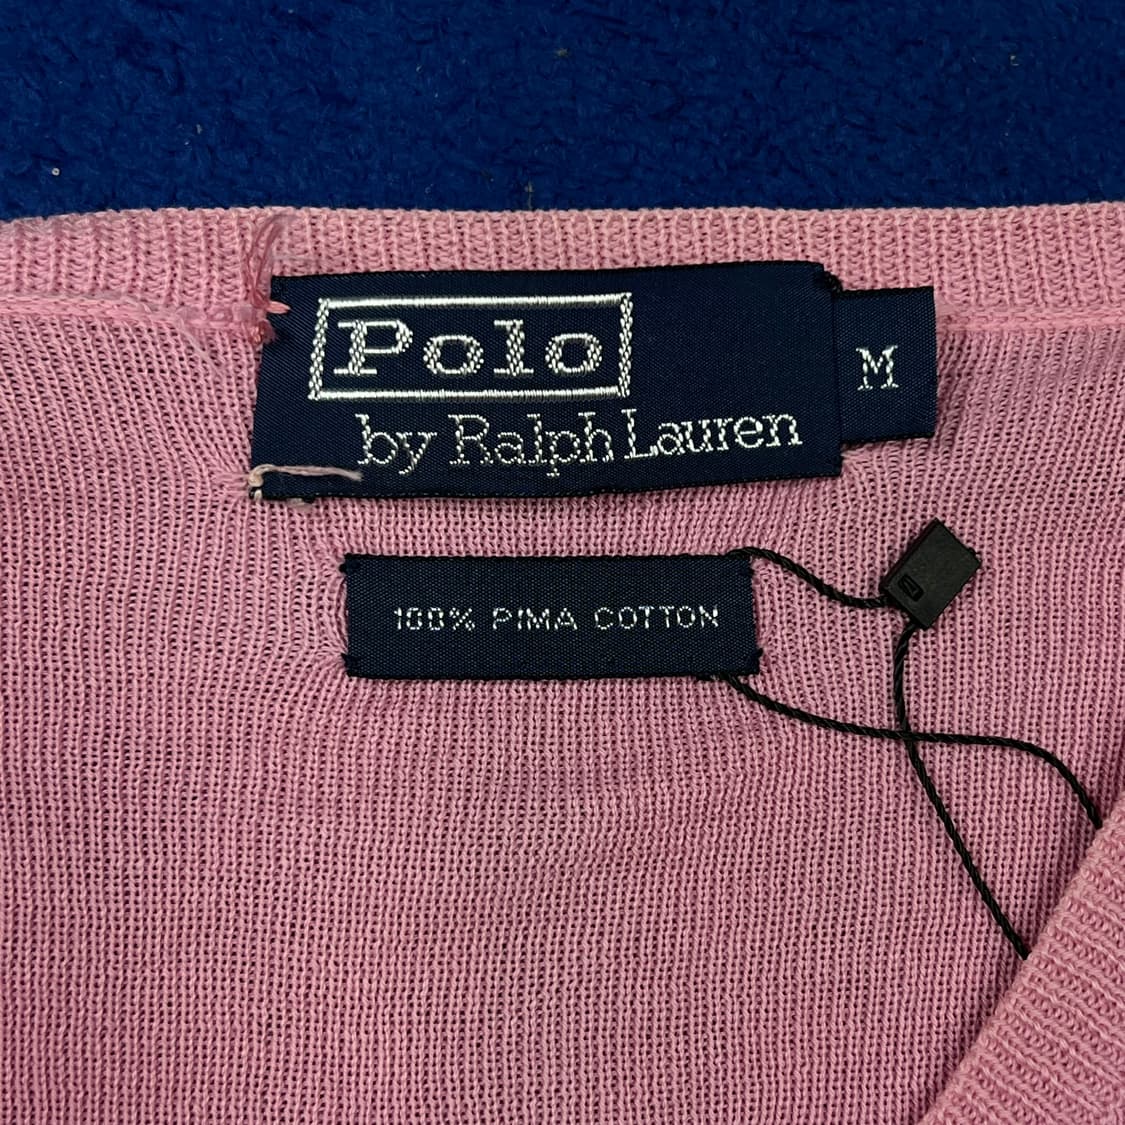 Polo
by Ralph Lauren
M
100% PIMA COTTON